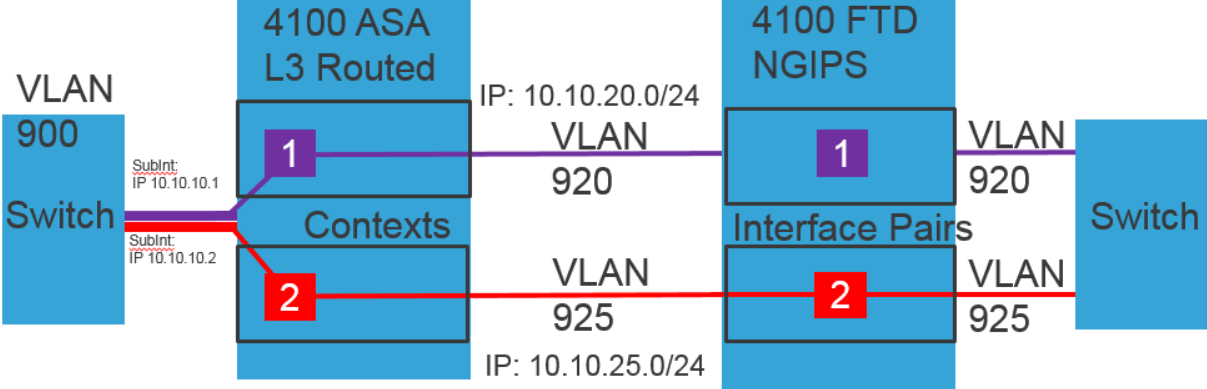 4100 ASA
L3 Routed
4100 FTD
NGIPS
VLAN
900
IP: 10.10.20.0/24
VLAN
920
VLAN
920
1
1
SubInt:
IP 10.10.10.1
Switch
Contexts
Interface Pairs
Switch
SubInt:
IP 10.10.10.2
VLAN
925
VLAN
925
2
2
IP: 10.10.25.0/24